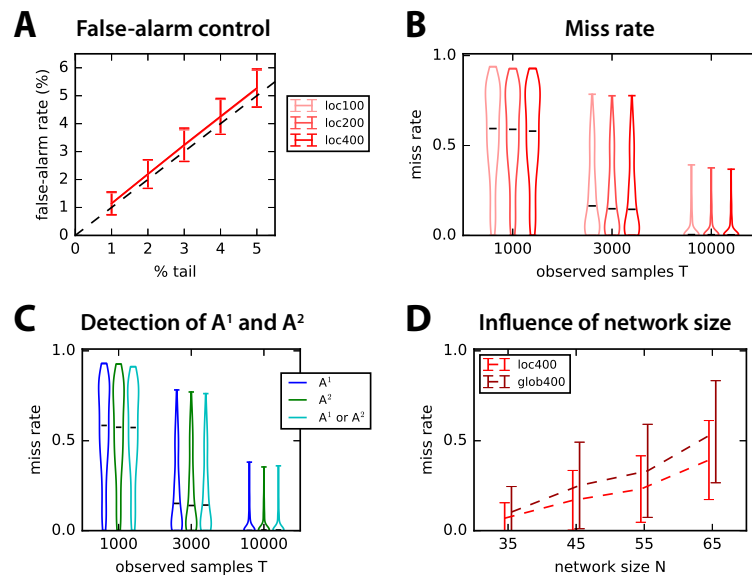 A False-alarm control
false-alarm rate (%)
6
5
4
3
2
1
0
0 1 2 3 4 5
% tail
loc100
loc200
loc400
B Miss rate
miss rate
1.0
0.5
0.0
1000 3000 10000
observed samples T
C Detection of A¹ and A²
miss rate
1.0
0.5
0.0
1000 3000 10000
observed samples T
A¹
A²
A¹ or A²
D Influence of network size
miss rate
1.0
0.5
0.0
35 45 55 65
network size N
loc400
glob400